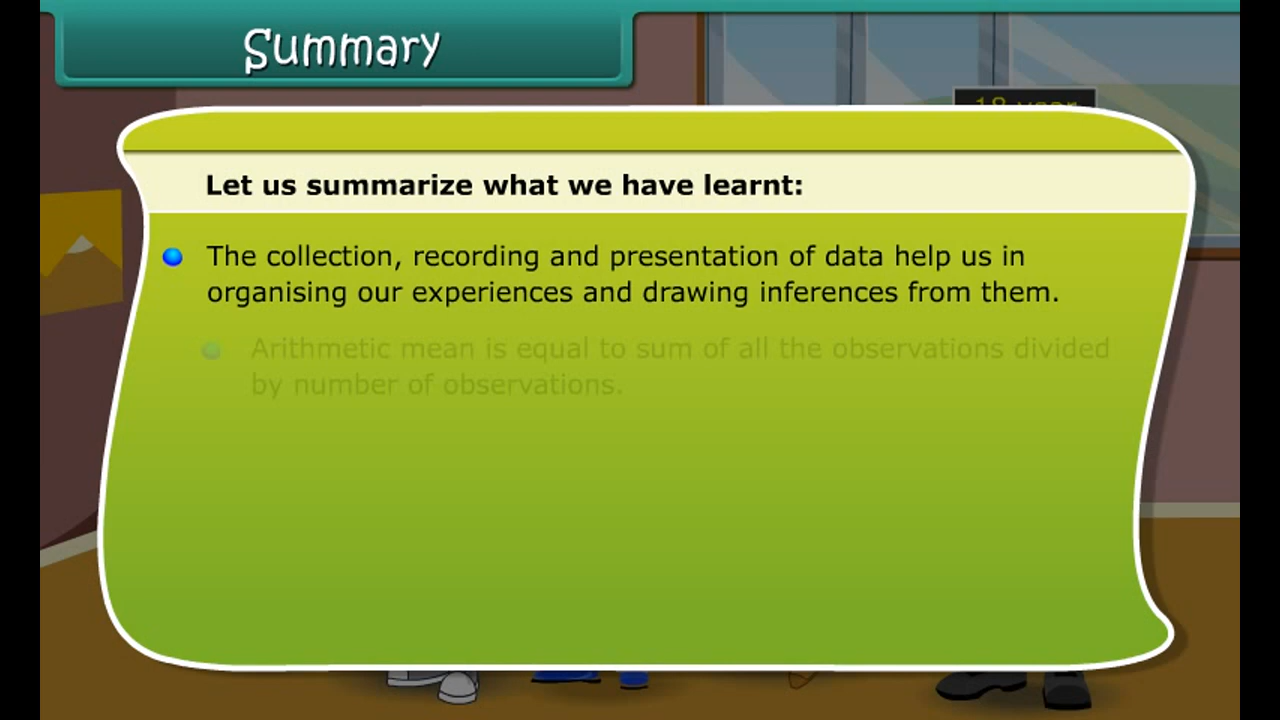 Summary
18 year
Let us summarize what we have learnt:
The collection, recording and presentation of data help us in
organising our experiences and drawing inferences from them.
Arithmetic mean is equal to sum of all the observations divided
by number of observations.